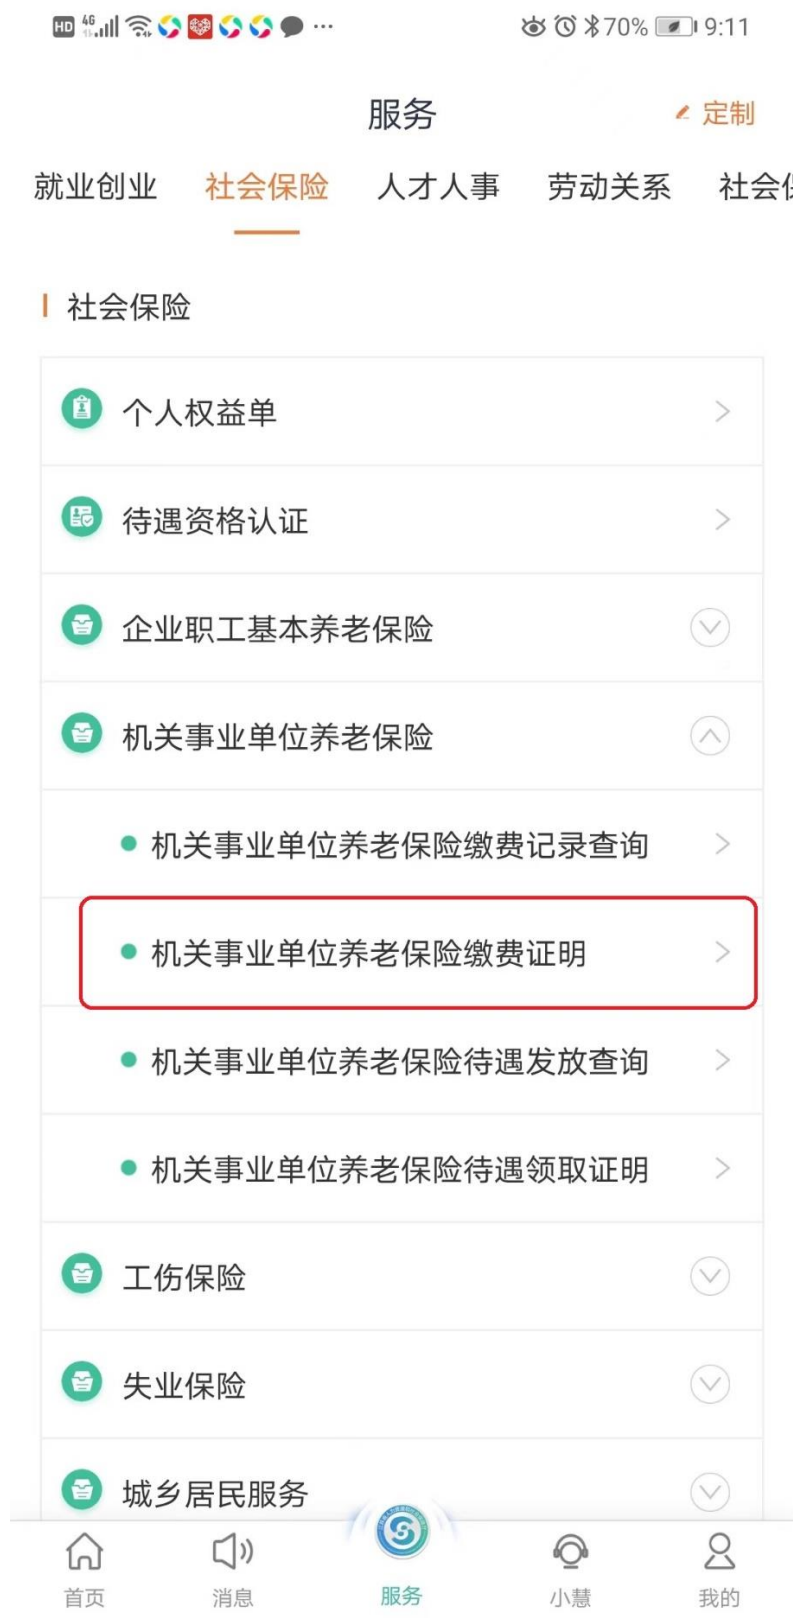 HD 4G 70% 9:11
服务 定制
就业创业 社会保险 人才人事 劳动关系 社会
社会保险
个人权益单
待遇资格认证
企业职工基本养老保险
机关事业单位养老保险
机关事业单位养老保险缴费记录查询
机关事业单位养老保险缴费证明
机关事业单位养老保险待遇发放查询
机关事业单位养老保险待遇领取证明
工伤保险
失业保险
城乡居民服务
首页 消息 服务 小慧 我的